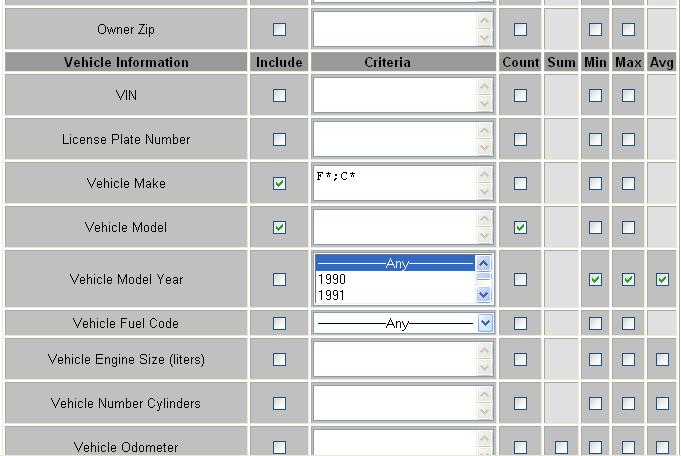 Owner Zip
Vehicle Information Include Criteria Count Sum Min Max Avg
VIN
License Plate Number
Vehicle Make F*;C*
Vehicle Model
Vehicle Model Year Any
1990
1991
Vehicle Fuel Code Any
Vehicle Engine Size (liters)
Vehicle Number Cylinders
Vehicle Odometer